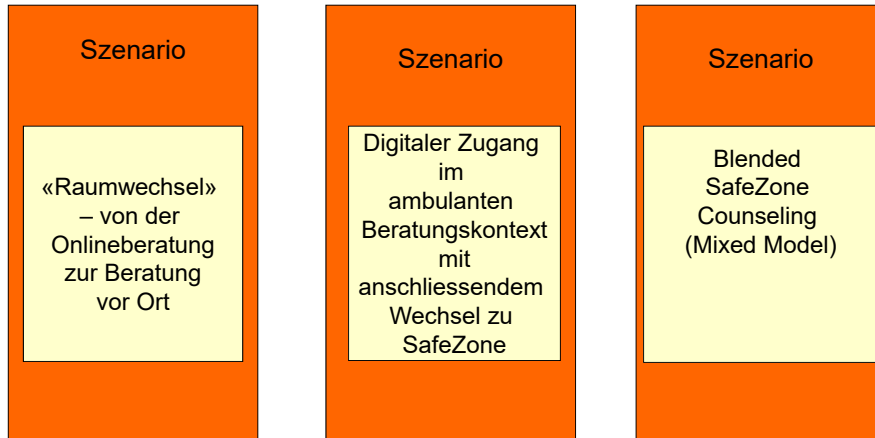 Szenario
«Raumwechsel»
– von der
Onlineberatung
zur Beratung
vor Ort
Szenario
Digitaler Zugang
im
ambulanten
Beratungskontext
mit
anschliessendem
Wechsel zu
SafeZone
Szenario
Blended
SafeZone
Counseling
(Mixed Model)